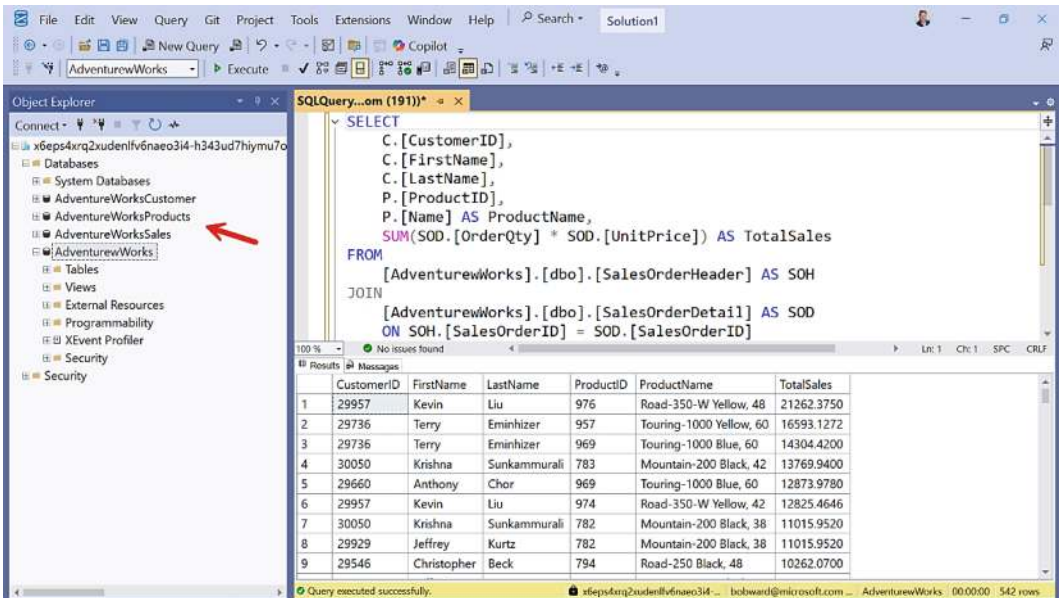 File Edit View Query Git Project Tools Extensions Window Help Search Solution1
New Query Copilot
AdventurewWorks Execute
Object Explorer
Connect
x6eps4xrq2xudenlfv6naeo3i4-h343ud7hiymu7o
Databases
System Databases
AdventureWorksCustomer
AdventureWorksProducts
AdventureWorksSales
AdventurewWorks
Tables
Views
External Resources
Programmability
XEvent Profiler
Security
Security
SQLQuery...om (191))*
SELECT
C.[CustomerID],
C.[FirstName],
C.[LastName],
P.[ProductID],
P.[Name] AS ProductName,
SUM(SOD.[OrderQty] * SOD.[UnitPrice]) AS TotalSales
FROM
[AdventurewWorks].[dbo].[SalesOrderHeader] AS SOH
JOIN
[AdventurewWorks].[dbo].[SalesOrderDetail] AS SOD
ON SOH.[SalesOrderID] = SOD.[SalesOrderID]
100 % No issues found Ln: 1 Ch: 1 SPC CRLF
Results Messages
CustomerID FirstName LastName ProductID ProductName TotalSales
1 29957 Kevin Liu 976 Road-350-W Yellow, 48 21262.3750
2 29736 Terry Eminhizer 957 Touring-1000 Yellow, 60 16593.1272
3 29736 Terry Eminhizer 969 Touring-1000 Blue, 60 14304.4200
4 30050 Krishna Sunkammurali 783 Mountain-200 Black, 42 13769.9400
5 29660 Anthony Chor 969 Touring-1000 Blue, 60 12873.9780
6 29957 Kevin Liu 974 Road-350-W Yellow, 42 12825.4646
7 30050 Krishna Sunkammurali 782 Mountain-200 Black, 38 11015.9520
8 29929 Jeffrey Kurtz 782 Mountain-200 Black, 38 11015.9520
9 29546 Christopher Beck 794 Road-250 Black, 48 10262.0700
Query executed successfully. x6eps4xrq2xudenlfv6naeo3i4-... bobward@microsoft.com ... AdventurewWorks 00:00:00 542 rows